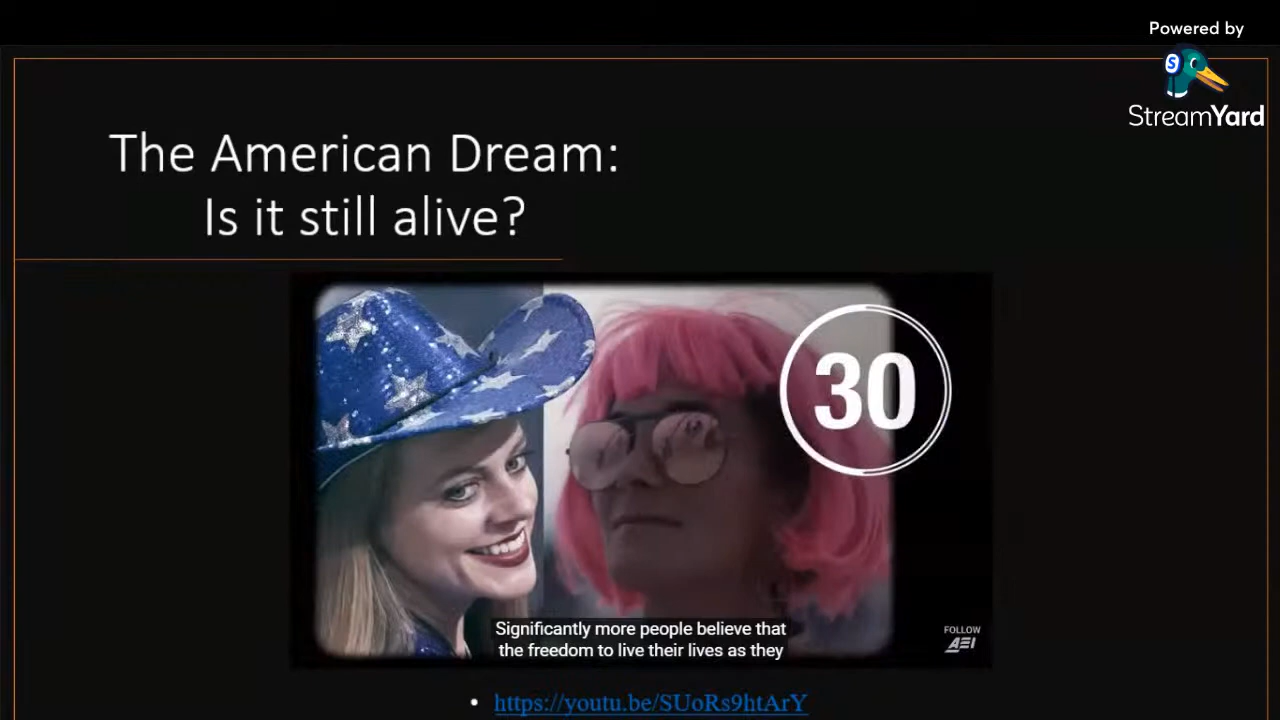 Powered by
S
StreamYard
The American Dream:
Is it still alive?
30
Significantly more people believe that
the freedom to live their lives as they
FOLLOW
AEI
• https://youtu.be/SUoRs9htArY